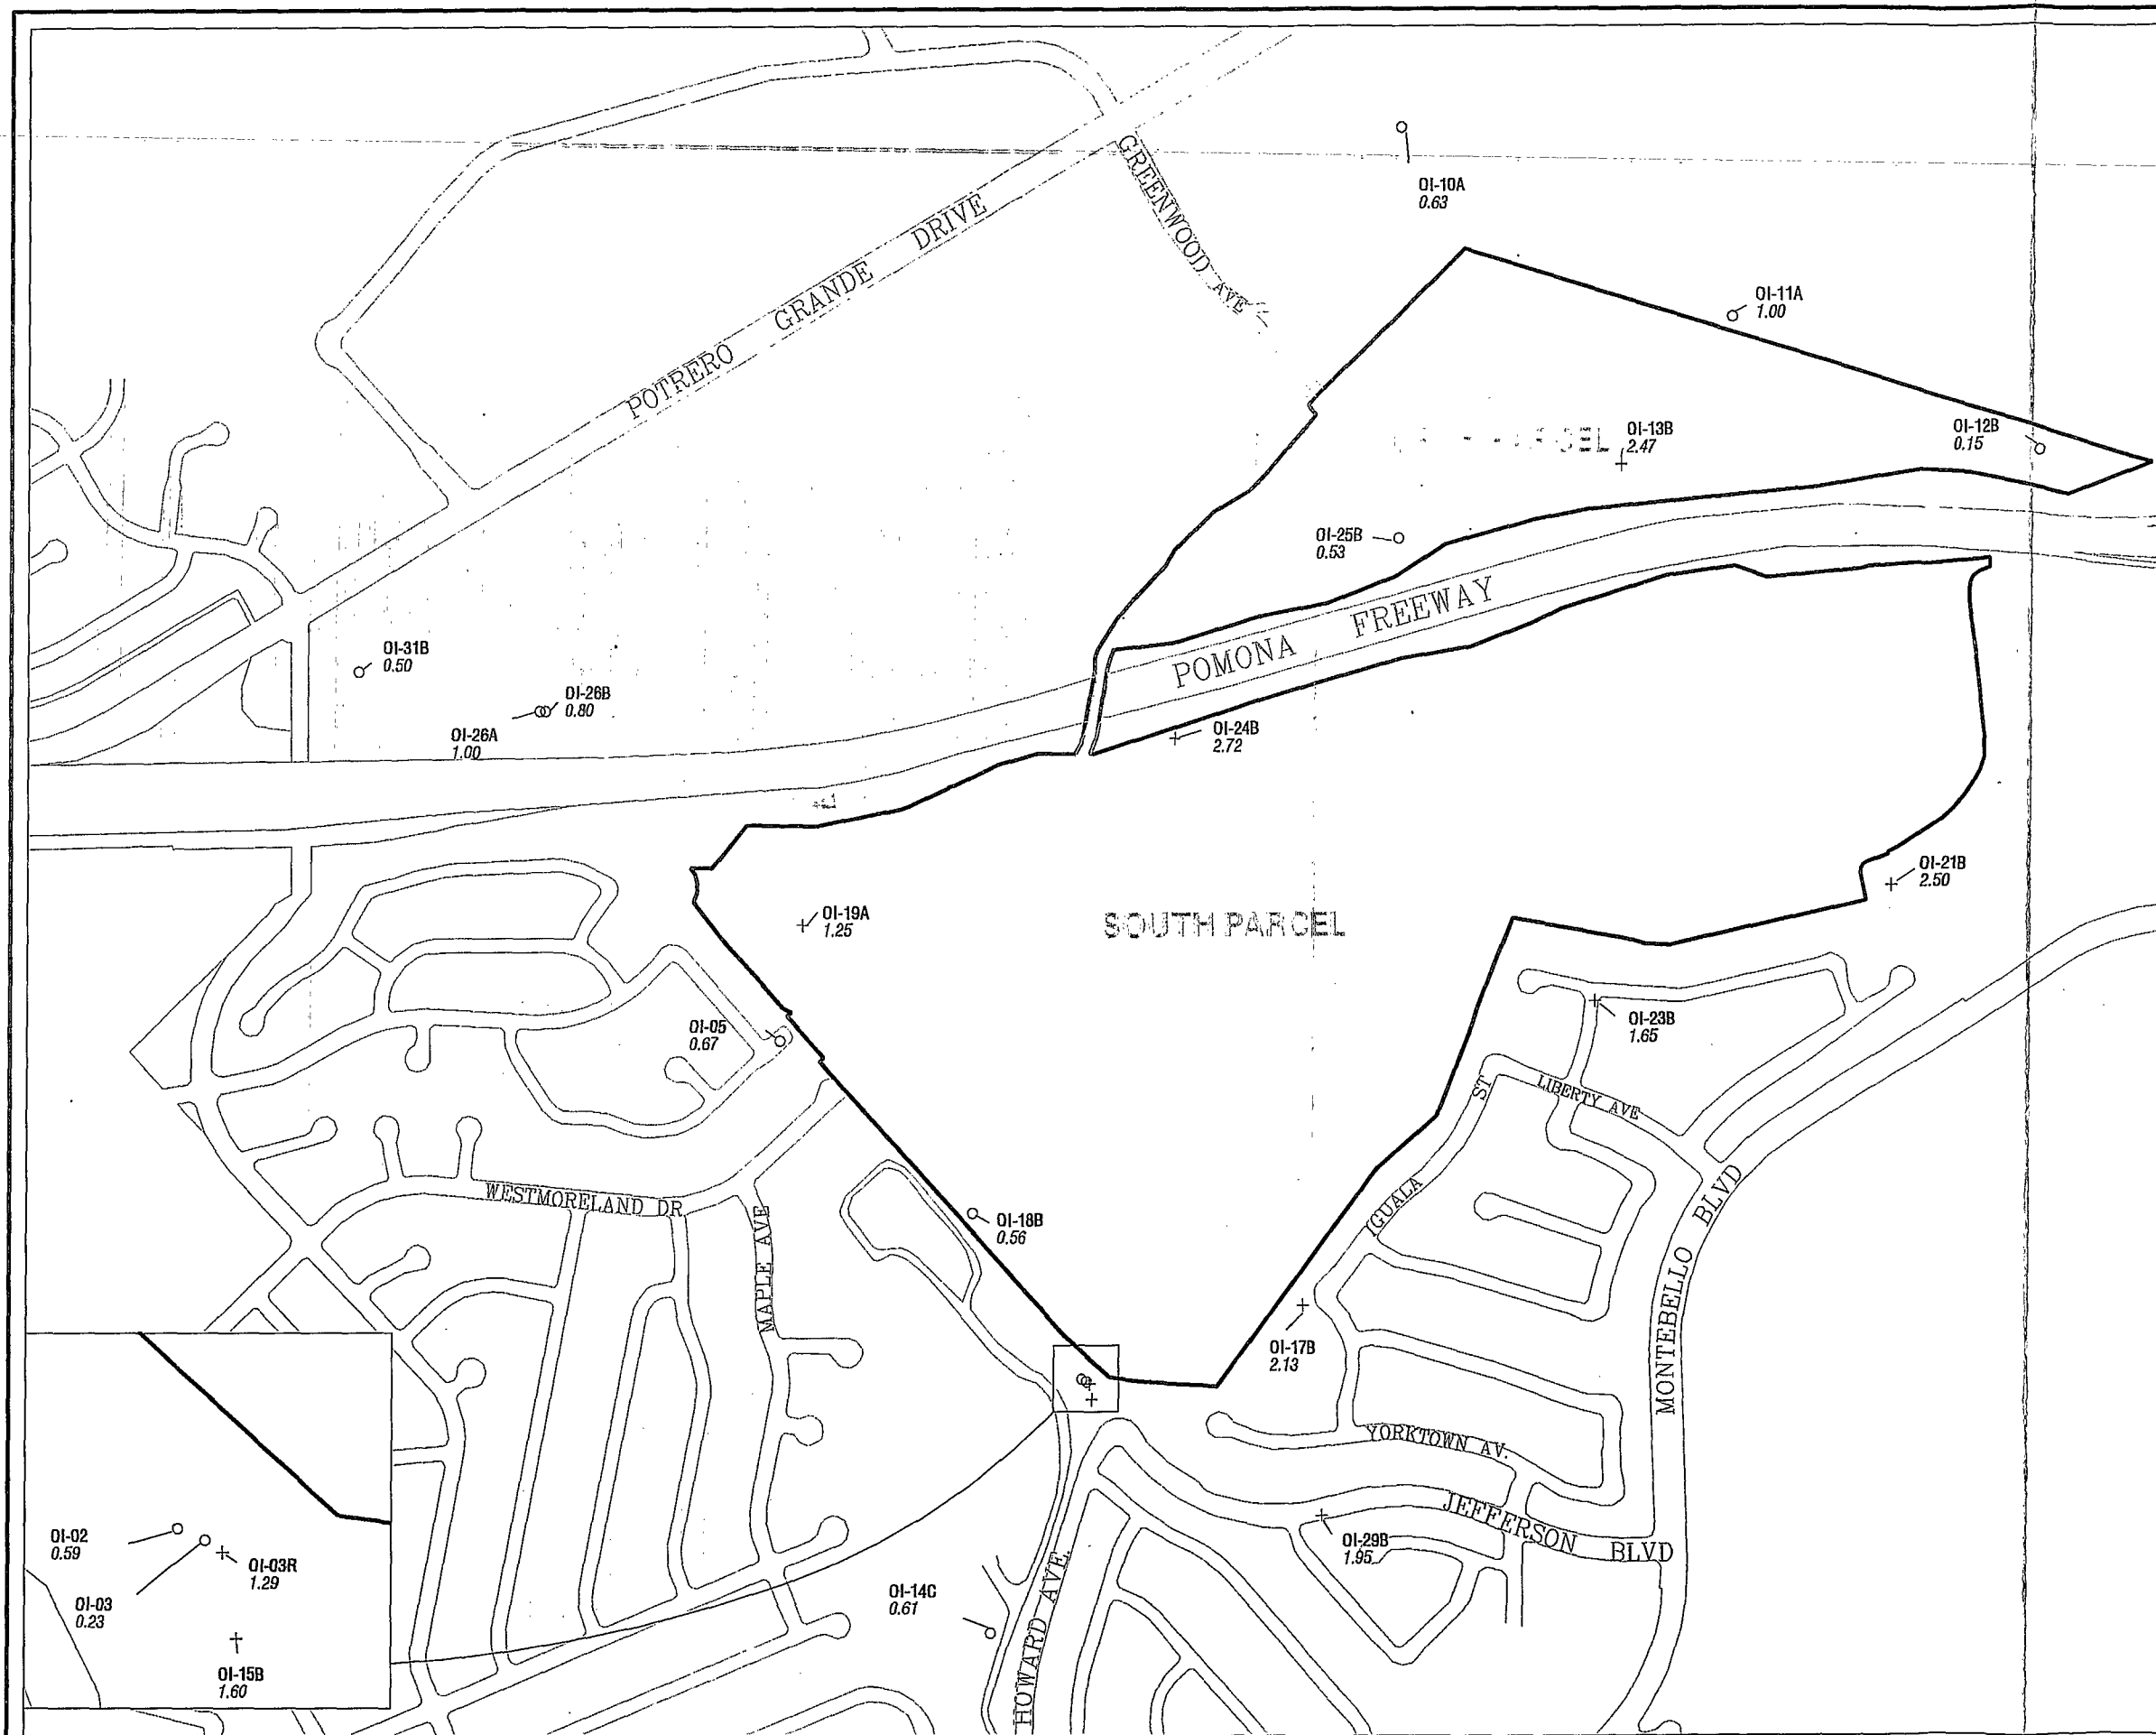 GREENWOOD AVE
OI-10A
0.63
POTRERO GRANDE DRIVE
OI-11A
1.00
PARCEL
OI-13B
2.47
OI-12B
0.15
OI-25B
0.53
POMONA FREEWAY
OI-31B
0.50
OI-26B
0.80
OI-26A
1.00
OI-24B
2.72
OI-21B
2.50
OI-19A
1.25
SOUTH PARCEL
OI-05
0.67
OI-23B
1.65
LIBERTY AVE
IGUALA ST
WESTMORELAND DR
MAPLE AVE
OI-18B
0.56
MONTEBELLO BLVD
OI-17B
2.13
YORKTOWN AV.
JEFFERSON BLVD
OI-29B
1.95
OI-02
0.59
OI-03R
1.29
OI-03
0.23
OI-15B
1.60
OI-14C
0.61
HOWARD AVE.